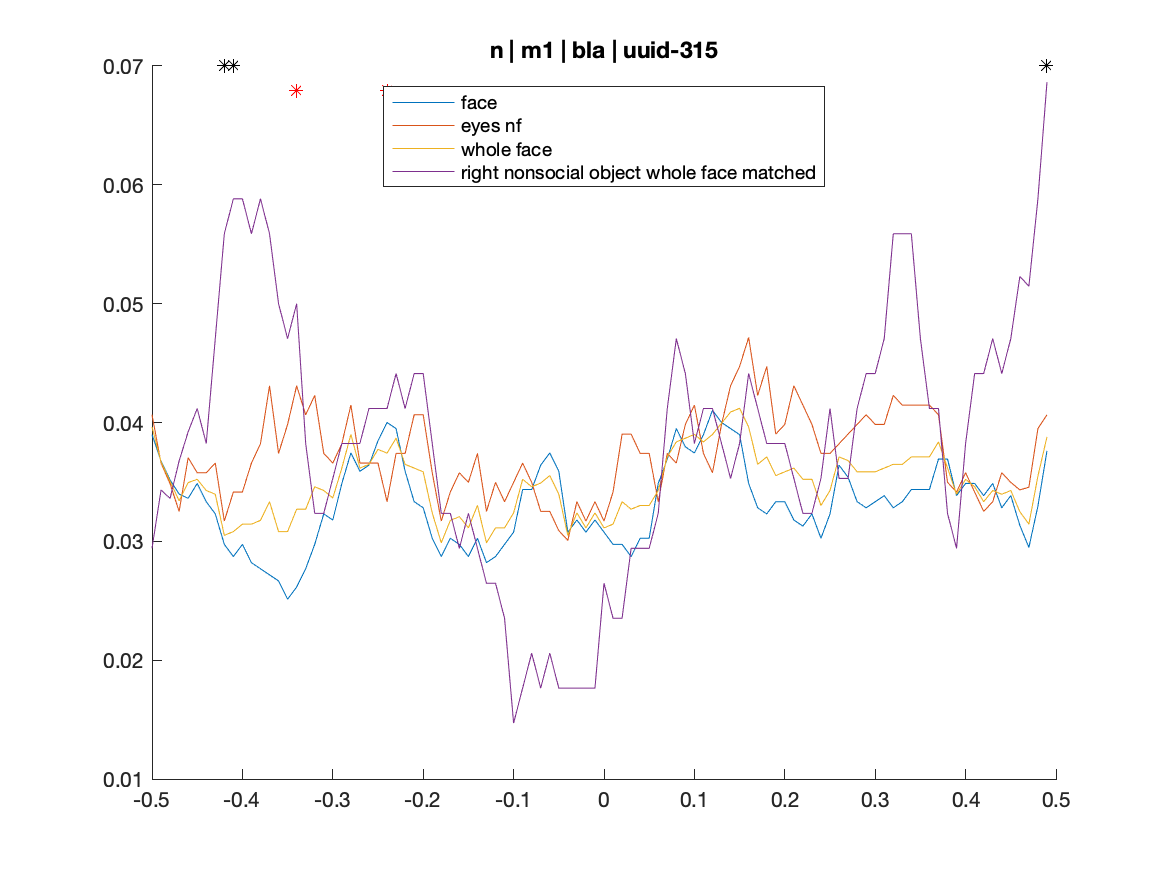 n | m1 | bla | uuid-315
0.07
0.06
0.05
0.04
0.03
0.02
0.01
face
eyes nf
whole face
right nonsocial object whole face matched
-0.5 -0.4 -0.3 -0.2 -0.1 0 0.1 0.2 0.3 0.4 0.5